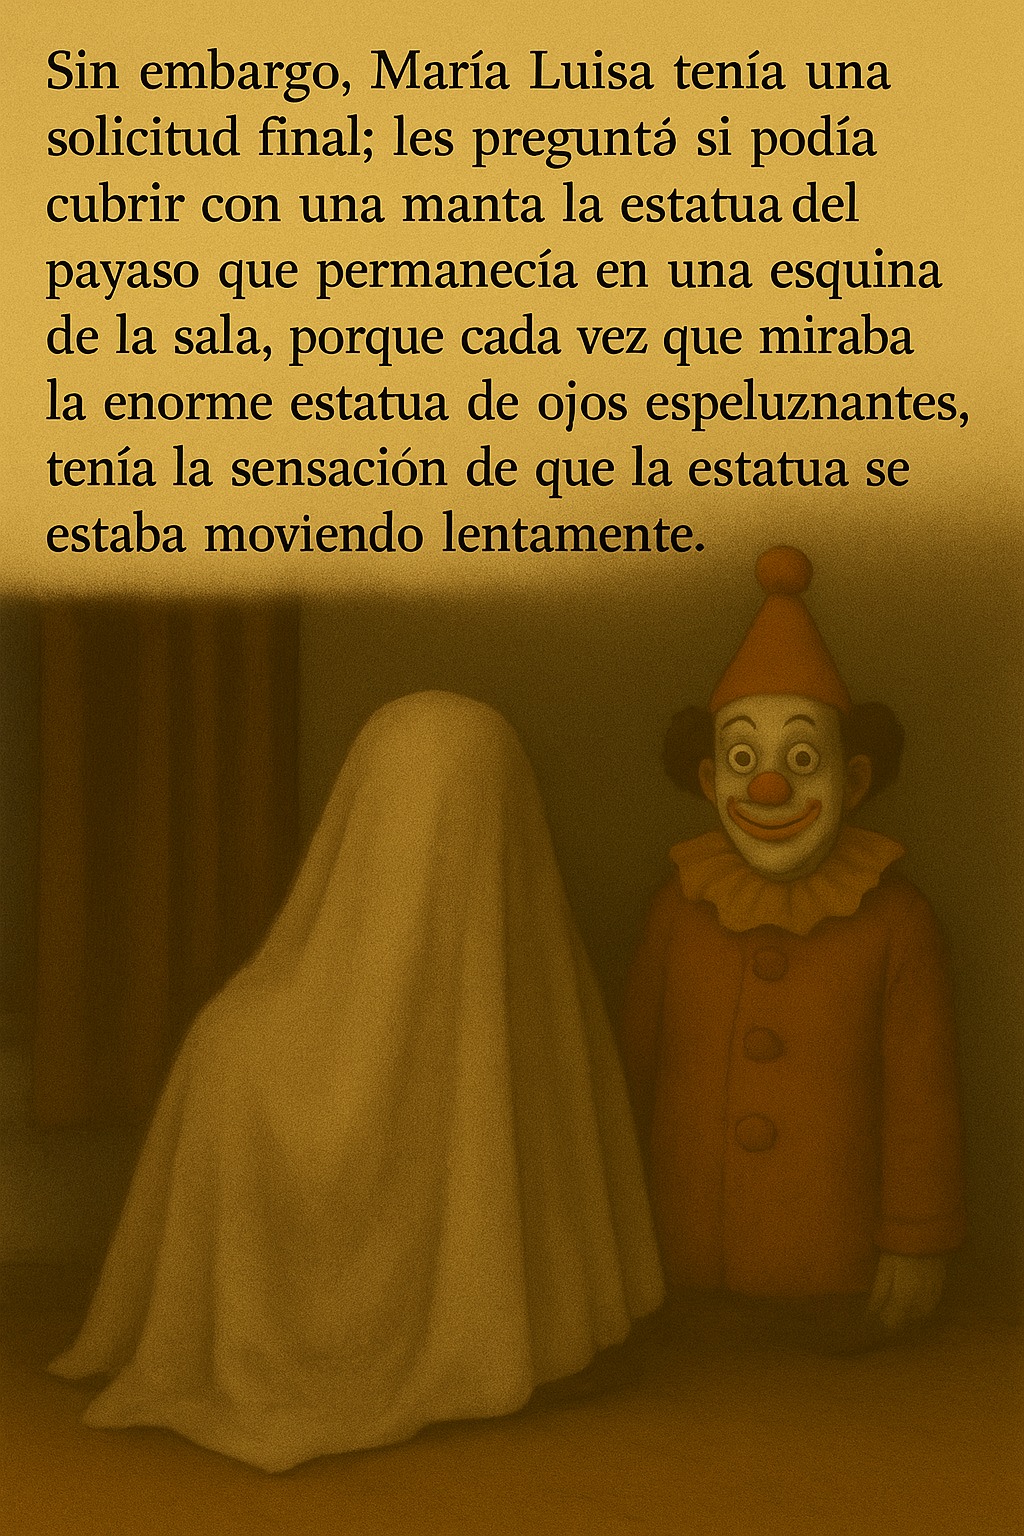 Sin embargo, María Luisa tenía una
solicitud final; les preguntá si podía
cubrir con una manta la estatua del
payaso que permanecía en una esquina
de la sala, porque cada vez que miraba
la enorme estatua de ojos espeluznantes,
tenía la sensación de que la estatua se
estaba moviendo lentamente.